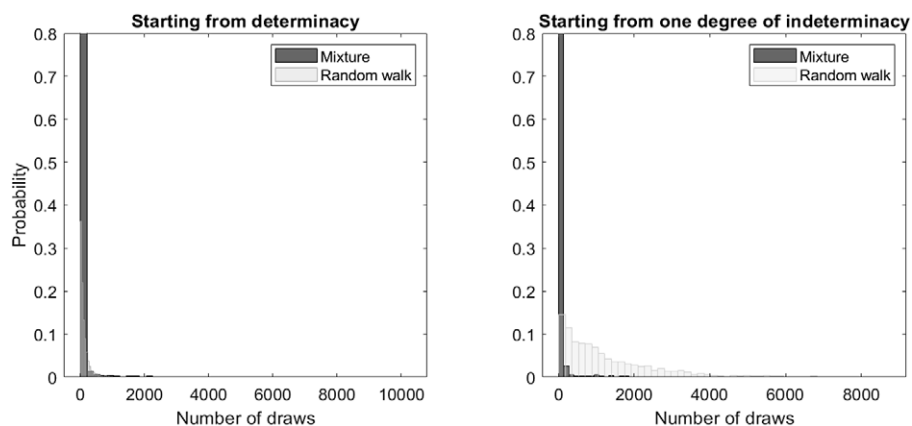 Starting from determinacy
Mixture
Random walk
0.8
0.7
0.6
0.5
0.4
0.3
0.2
0.1
0
Probability
0 2000 4000 6000 8000 10000
Number of draws
Starting from one degree of indeterminacy
Mixture
Random walk
0.8
0.7
0.6
0.5
0.4
0.3
0.2
0.1
0
0 2000 4000 6000 8000
Number of draws